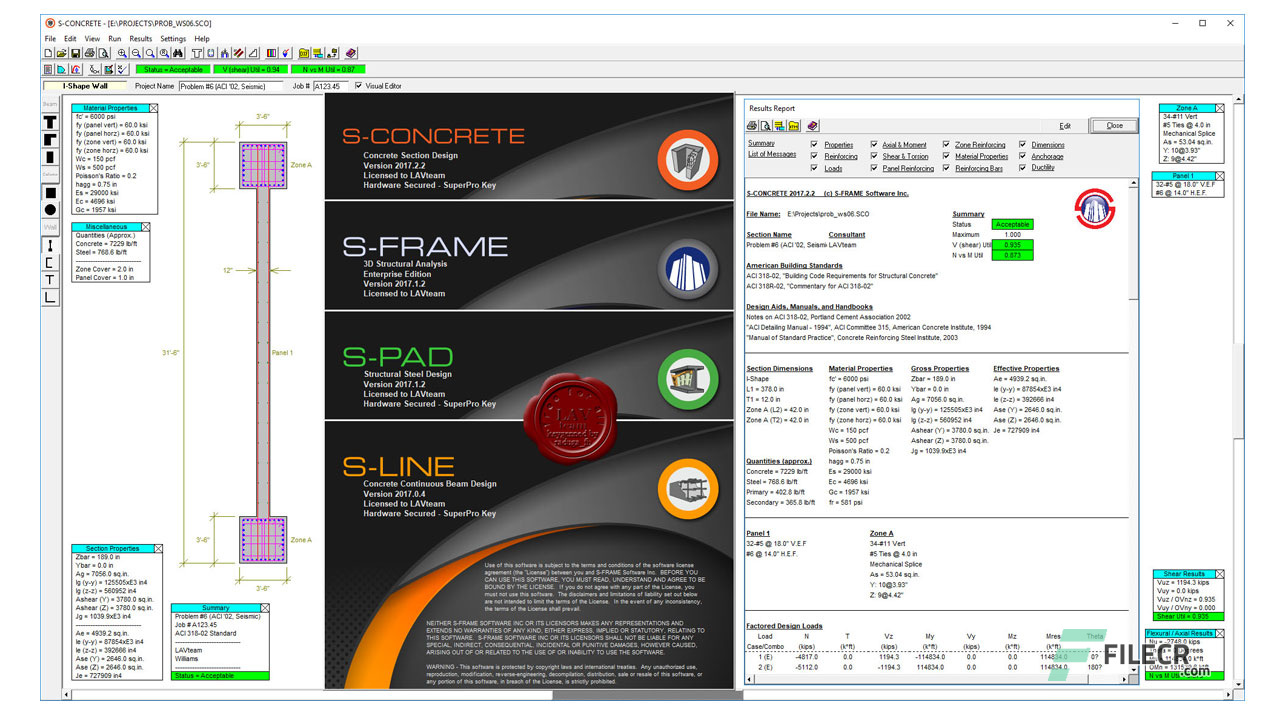 S-CONCRETE - [E:\PROJECTS\PROB_WS06.SCO]
File Edit View Run Results Settings Help
Status = Acceptable V (shear) Util = 0.94 N vs M Util = 0.87
I-Shape Wall Project Name Problem #6 (ACI '02, Seismic) Job # A123.45 Visual Editor
Beam
Column
Wall
Material Properties
fc' = 6000 psi
fy (panel vert) = 60.0 ksi
fy (panel horz) = 60.0 ksi
fy (zone vert) = 60.0 ksi
fy (zone horz) = 60.0 ksi
Wc = 150 pcf
Ws = 500 pcf
Poisson's Ratio = 0.2
hagg = 0.75 in
Es = 29000 ksi
Ec = 4696 ksi
Gc = 1957 ksi
Miscellaneous
Quantities (Approx.)
Concrete = 7229 lb/ft
Steel = 768.6 lb/ft
Zone Cover = 2.0 in
Panel Cover = 1.0 in
3'-6"
3'-6"
Zone A
12"
31'-6"
Panel 1
3'-6"
Zone A
3'-6"
Section Properties
Zbar = 189.0 in
Ybar = 0.0 in
Ag = 7056.0 sq.in.
Ig (y-y) = 125505xE3 in4
Ig (z-z) = 560952 in4
Ashear (Y) = 3780.0 sq.in.
Ashear (Z) = 3780.0 sq.in.
Jg = 1039.9xE3 in4
Ae = 4939.2 sq.in.
Ie (y-y) = 87854xE3 in4
Ie (z-z) = 392666 in4
Ase (Y) = 2646.0 sq.in.
Ase (Z) = 2646.0 sq.in.
Je = 727909 in4
Summary
Problem #6 (ACI '02, Seismic)
Job # A123.45
ACI 318-02 Standard
LAVteam
Williams
Status = Acceptable
S-CONCRETE
Concrete Section Design
Version 2017.2.2
Licensed to LAVteam
Hardware Secured - SuperPro Key
S-FRAME
3D Structural Analysis
Enterprise Edition
Version 2017.1.2
Licensed to LAVteam
S-PAD
Structural Steel Design
Version 2017.1.2
Licensed to LAVteam
Hardware Secured - SuperPro Key
LAV
team
S-LINE
Concrete Continuous Beam Design
Version 2017.0.4
Licensed to LAVteam
Hardware Secured - SuperPro Key
Use of this software is subject to the terms and conditions of the software license
agreement (the "License") between you and S-FRAME Software Inc. BEFORE YOU
CAN USE THIS SOFTWARE, YOU MUST READ, UNDERSTAND AND AGREE TO BE
BOUND BY THE LICENSE. If you do not agree with any part of the License, you
must not use this software. The disclaimers and limitations of liability set out below
are not intended to limit the terms of the License. In the event of any inconsistency,
the terms of the License shall prevail.
NEITHER S-FRAME SOFTWARE INC OR ITS LICENSORS MAKES ANY REPRESENTATIONS AND
EXTENDS NO WARRANTIES OF ANY KIND, EITHER EXPRESS, IMPLIED OR STATUTORY, RELATING TO
THIS SOFTWARE. S-FRAME SOFTWARE INC OR ITS LICENSORS SHALL NOT BE LIABLE FOR ANY
SPECIAL, INDIRECT, CONSEQUENTIAL, INCIDENTAL OR PUNITIVE DAMAGES, HOWEVER CAUSED,
ARISING OUT OF OR RELATED TO THE USE OF OR INABILITY TO USE THE SOFTWARE.
WARNING - This software is protected by copyright laws and international treaties. Any unauthorized use,
reproduction, modification, reverse-engineering, decompilation, distribution, sale or resale of this software, or
any portion of this software, in breach of the License, is strictly prohibited.
Results Report
Edit Close
Summary Properties Axial & Moment Zone Reinforcing Dimensions
List of Messages Reinforcing Shear & Torsion Material Properties Anchorage
Loads Panel Reinforcing Reinforcing Bars Ductility
S-CONCRETE 2017.2.2 (c) S-FRAME Software Inc.
File Name: E:\Projects\prob_ws06.SCO Summary
Status Acceptable
Section Name Consultant Maximum 1.000
Problem #6 (ACI '02, Seismi LAVteam V (shear) Util 0.935
N vs M Util 0.873
American Building Standards
ACI 318-02, "Building Code Requirements for Structural Concrete"
ACI 318R-02, "Commentary for ACI 318-02"
Design Aids, Manuals, and Handbooks
Notes on ACI 318-02, Portland Cement Association 2002
"ACI Detailing Manual - 1994", ACI Committee 315, American Concrete Institute, 1994
"Manual of Standard Practice", Concrete Reinforcing Steel Institute, 2003
Section Dimensions Material Properties Gross Properties Effective Properties
I-Shape fc' = 6000 psi Zbar = 189.0 in Ae = 4939.2 sq.in.
L1 = 378.0 in fy (panel vert) = 60.0 ksi Ybar = 0.0 in Ie (y-y) = 87854xE3 in4
T1 = 12.0 in fy (panel horz) = 60.0 ksi Ag = 7056.0 sq.in. Ie (z-z) = 392666 in4
Zone A (L2) = 42.0 in fy (zone vert) = 60.0 ksi Ig (y-y) = 125505xE3 in4 Ase (Y) = 2646.0 sq.in.
Zone A (T2) = 42.0 in fy (zone horz) = 60.0 ksi Ig (z-z) = 560952 in4 Ase (Z) = 2646.0 sq.in.
Wc = 150 pcf Ashear (Y) = 3780.0 sq.in. Je = 727909 in4
Ws = 500 pcf Ashear (Z) = 3780.0 sq.in.
Poisson's Ratio = 0.2 Jg = 1039.9xE3 in4
Quantities (approx.) hagg = 0.75 in
Concrete = 7229 lb/ft Es = 29000 ksi
Steel = 768.6 lb/ft Ec = 4696 ksi
Primary = 402.8 lb/ft Gc = 1957 ksi
Secondary = 365.8 lb/ft fr = 581 psi
Panel 1 Zone A
32-#5 @ 18.0" V.E.F 34-#11 Vert
#6 @ 14.0" H.E.F. #5 Ties @ 4.0 in
Mechanical Splice
As = 53.04 sq.in.
Y: 10@3.93"
Z: 9@4.42"
Factored Design Loads
Load N T Vz My Vy Mz Mres Theta
Case/Combo (kips) (k*ft) (kips) (k*ft) (kips) (k*ft) (k*ft)
1 (E) -4817.0 0.0 1194.3 -114834.0 0.0 0.0 114834.0 0?
2 (E) -5112.0 0.0 -1194.3 114834.0 0.0 0.0 114834.0 180?
Zone A
34-#11 Vert
#5 Ties @ 4.0 in
Mechanical Splice
As = 53.04 sq.in.
Y: 10@3.93"
Z: 9@4.42"
Panel 1
32-#5 @ 18.0" V.E.F
#6 @ 14.0" H.E.F.
Shear Results
Vuz = 1194.3 kips
Vuy = 0.0 kips
Vuz / OVnz = 0.935
Vuy / OVny = 0.000
Shear Util = 0.935
Flexural / Axial Results
Nu = -2748.0 kips
FILECR
.com